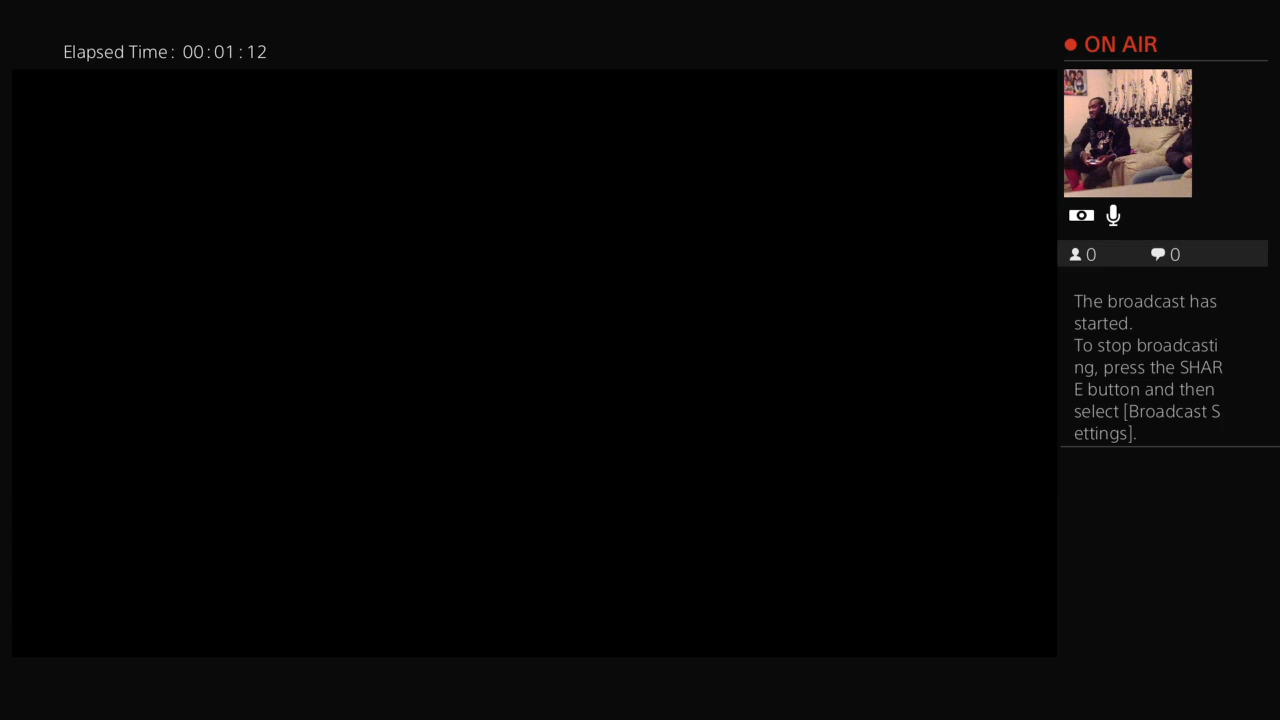 Elapsed Time: 00:01:12
ON AIR
0 0
The broadcast has
started.
To stop broadcasti
ng, press the SHAR
E button and then
select [Broadcast S
ettings].